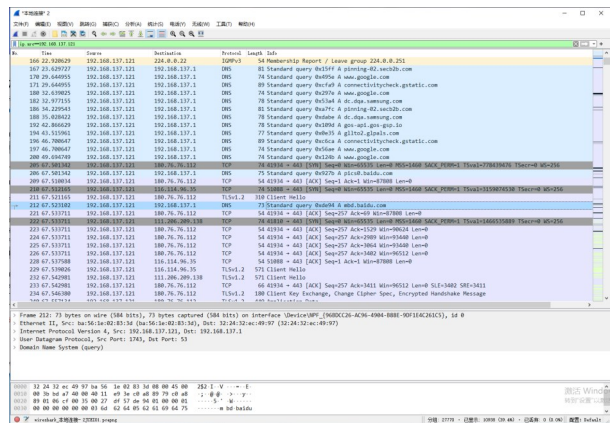 *本地连接* 2
文件(F) 编辑(E) 视图(V) 跳转(G) 捕获(C) 分析(A) 统计(S) 电话(Y) 无线(W) 工具(T) 帮助(H)
ip.src==192.168.137.121
No. Time Source Destination Protocol Length Info
166 22.920629 192.168.137.121 224.0.0.22 IGMPv3 54 Membership Report / Leave group 224.0.0.251
167 23.629727 192.168.137.121 192.168.137.1 DNS 81 Standard query 0x15ff A pinning-02.secb2b.com
170 29.644955 192.168.137.121 192.168.137.1 DNS 74 Standard query 0x495e A www.google.com
171 29.644955 192.168.137.121 192.168.137.1 DNS 89 Standard query 0xcfa9 A connectivitycheck.gstatic.com
180 32.639025 192.168.137.121 192.168.137.1 DNS 74 Standard query 0x297a A www.google.com
182 32.977155 192.168.137.121 192.168.137.1 DNS 78 Standard query 0x53a4 A dc.dqa.samsung.com
186 34.229543 192.168.137.121 192.168.137.1 DNS 81 Standard query 0xa7fc A pinning-02.secb2b.com
188 35.028422 192.168.137.121 192.168.137.1 DNS 78 Standard query 0xdabe A dc.dqa.samsung.com
192 42.866629 192.168.137.121 192.168.137.1 DNS 78 Standard query 0x109d A gos-api.gos-gsp.io
194 43.515961 192.168.137.121 192.168.137.1 DNS 77 Standard query 0x0e35 A gllto2.glpals.com
196 46.700647 192.168.137.121 192.168.137.1 DNS 89 Standard query 0xc6ca A connectivitycheck.gstatic.com
197 46.700647 192.168.137.121 192.168.137.1 DNS 74 Standard query 0x56ae A www.google.com
200 49.694749 192.168.137.121 192.168.137.1 DNS 74 Standard query 0x124b A www.google.com
205 67.501342 192.168.137.121 180.76.76.112 TCP 74 41934 → 443 [SYN] Seq=0 Win=65535 Len=0 MSS=1460 SACK_PERM=1 TSval=778439476 TSecr=0 WS=256
206 67.501342 192.168.137.121 192.168.137.1 DNS 75 Standard query 0x927b A pics0.baidu.com
209 67.510034 192.168.137.121 180.76.76.112 TCP 54 41934 → 443 [ACK] Seq=1 Ack=1 Win=87808 Len=0
210 67.512165 192.168.137.121 116.114.96.35 TCP 74 51088 → 443 [SYN] Seq=0 Win=65535 Len=0 MSS=1460 SACK_PERM=1 TSval=3159074530 TSecr=0 WS=256
211 67.512165 192.168.137.121 180.76.76.112 TLSv1.2 310 Client Hello
212 67.523102 192.168.137.121 192.168.137.1 DNS 73 Standard query 0xde94 A mbd.baidu.com
221 67.533711 192.168.137.121 180.76.76.112 TCP 54 41934 → 443 [ACK] Seq=257 Ack=69 Win=87808 Len=0
222 67.533711 192.168.137.121 111.206.209.138 TCP 74 41810 → 443 [SYN] Seq=0 Win=65535 Len=0 MSS=1460 SACK_PERM=1 TSval=1466535889 TSecr=0 WS=256
223 67.533711 192.168.137.121 180.76.76.112 TCP 54 41934 → 443 [ACK] Seq=257 Ack=1529 Win=90624 Len=0
224 67.533711 192.168.137.121 180.76.76.112 TCP 54 41934 → 443 [ACK] Seq=257 Ack=2989 Win=93440 Len=0
225 67.533711 192.168.137.121 180.76.76.112 TCP 54 41934 → 443 [ACK] Seq=257 Ack=3064 Win=93440 Len=0
226 67.533711 192.168.137.121 180.76.76.112 TCP 54 41934 → 443 [ACK] Seq=257 Ack=3402 Win=96512 Len=0
228 67.537588 192.168.137.121 116.114.96.35 TCP 54 51088 → 443 [ACK] Seq=1 Ack=1 Win=87808 Len=0
229 67.539026 192.168.137.121 116.114.96.35 TLSv1.2 571 Client Hello
232 67.542981 192.168.137.121 111.206.209.138 TLSv1.2 571 Client Hello
233 67.542981 192.168.137.121 180.76.76.112 TCP 66 41934 → 443 [ACK] Seq=257 Ack=3411 Win=96512 Len=0 SLE=3402 SRE=3411
234 67.546300 192.168.137.121 180.76.76.112 TLSv1.2 180 Client Key Exchange, Change Cipher Spec, Encrypted Handshake Message
Frame 212: 73 bytes on wire (584 bits), 73 bytes captured (584 bits) on interface \Device\NPF_{968DCC26-AC96-4904-B88E-9DF1E4C261C5}, id 0
Ethernet II, Src: ba:56:1e:02:83:3d (ba:56:1e:02:83:3d), Dst: 32:24:32:ec:49:97 (32:24:32:ec:49:97)
Internet Protocol Version 4, Src: 192.168.137.121, Dst: 192.168.137.1
User Datagram Protocol, Src Port: 1743, Dst Port: 53
Domain Name System (query)
0000 32 24 32 ec 49 97 ba 56 1e 02 83 3d 08 00 45 00
0010 00 3b bd a7 40 00 40 11 e9 3e c0 a8 89 79 c0 a8
0020 89 01 06 cf 00 35 00 27 df 57 de 94 01 00 00 01
0030 00 00 00 00 00 00 03 6d 62 64 05 62 61 69 64 75 m bd·baidu
激活 Windo